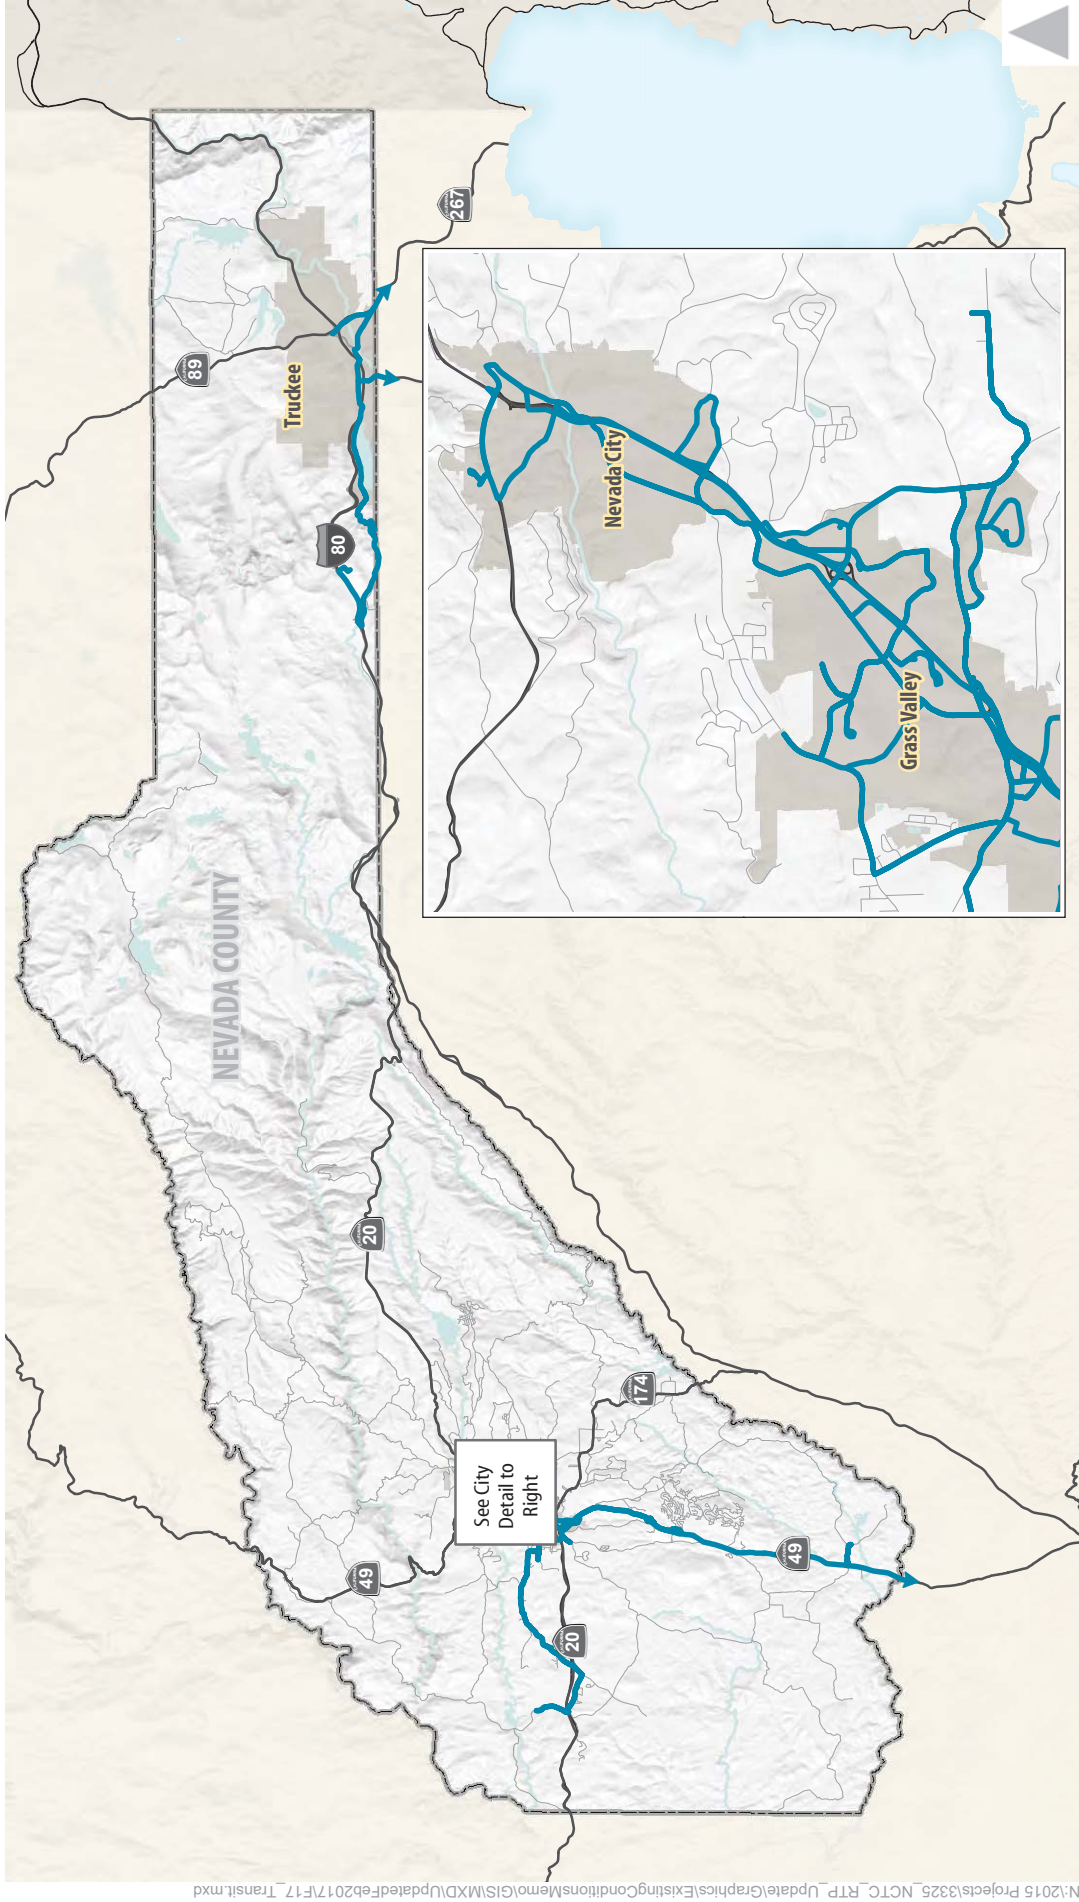 NEVADA COUNTY
Truckee
89
80
267
20
174
49
49
20
See City
Detail to
Right
Nevada City
Grass Valley
N:\2015 Projects\3325_NCTC_RTP_Update\Graphics\ExistingConditionsMemo\GIS\MXD\UpdatedFeb2017\F17_Transit.mxd